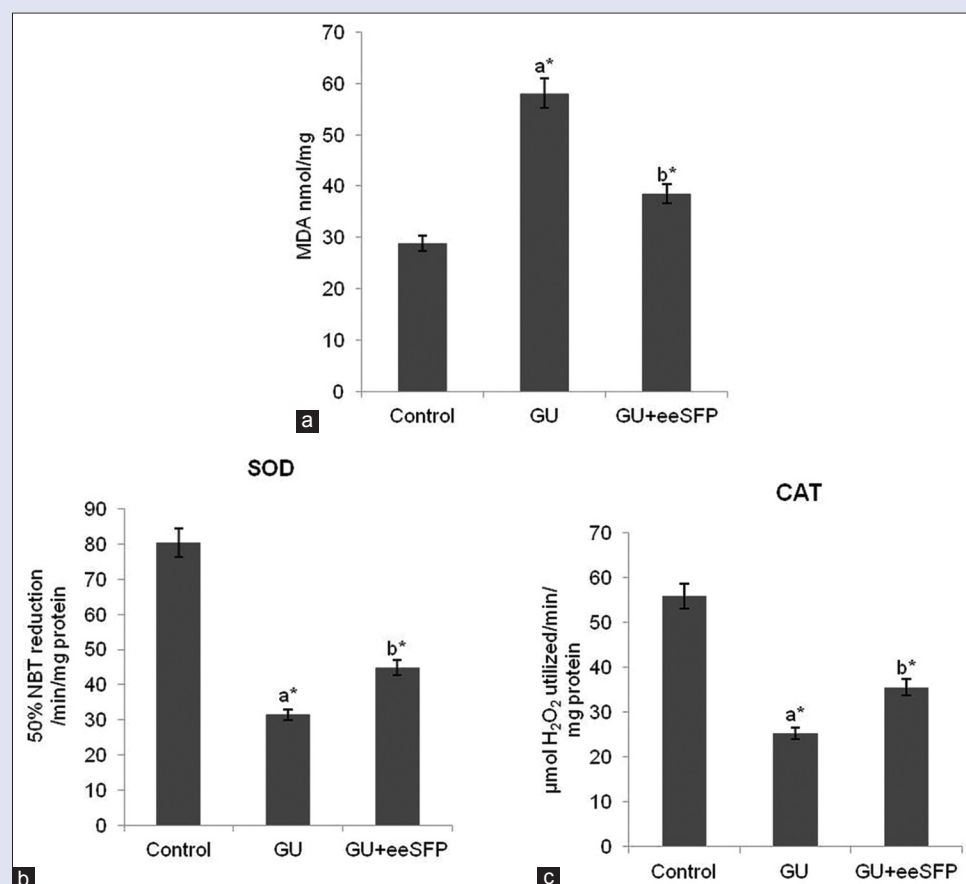 70
60
50
40
30
20
10
0
MDA nmol/mg
a*
b*
Control GU GU+eeSFP
a
SOD
90
80
70
60
50
40
30
20
10
0
50% NBT reduction
/min/mg protein
a*
b*
Control GU GU+eeSFP
b
CAT
70
60
50
40
30
20
10
0
µmol H₂O₂ utilized/min/
mg protein
a*
b*
Control GU GU+eeSFP
c